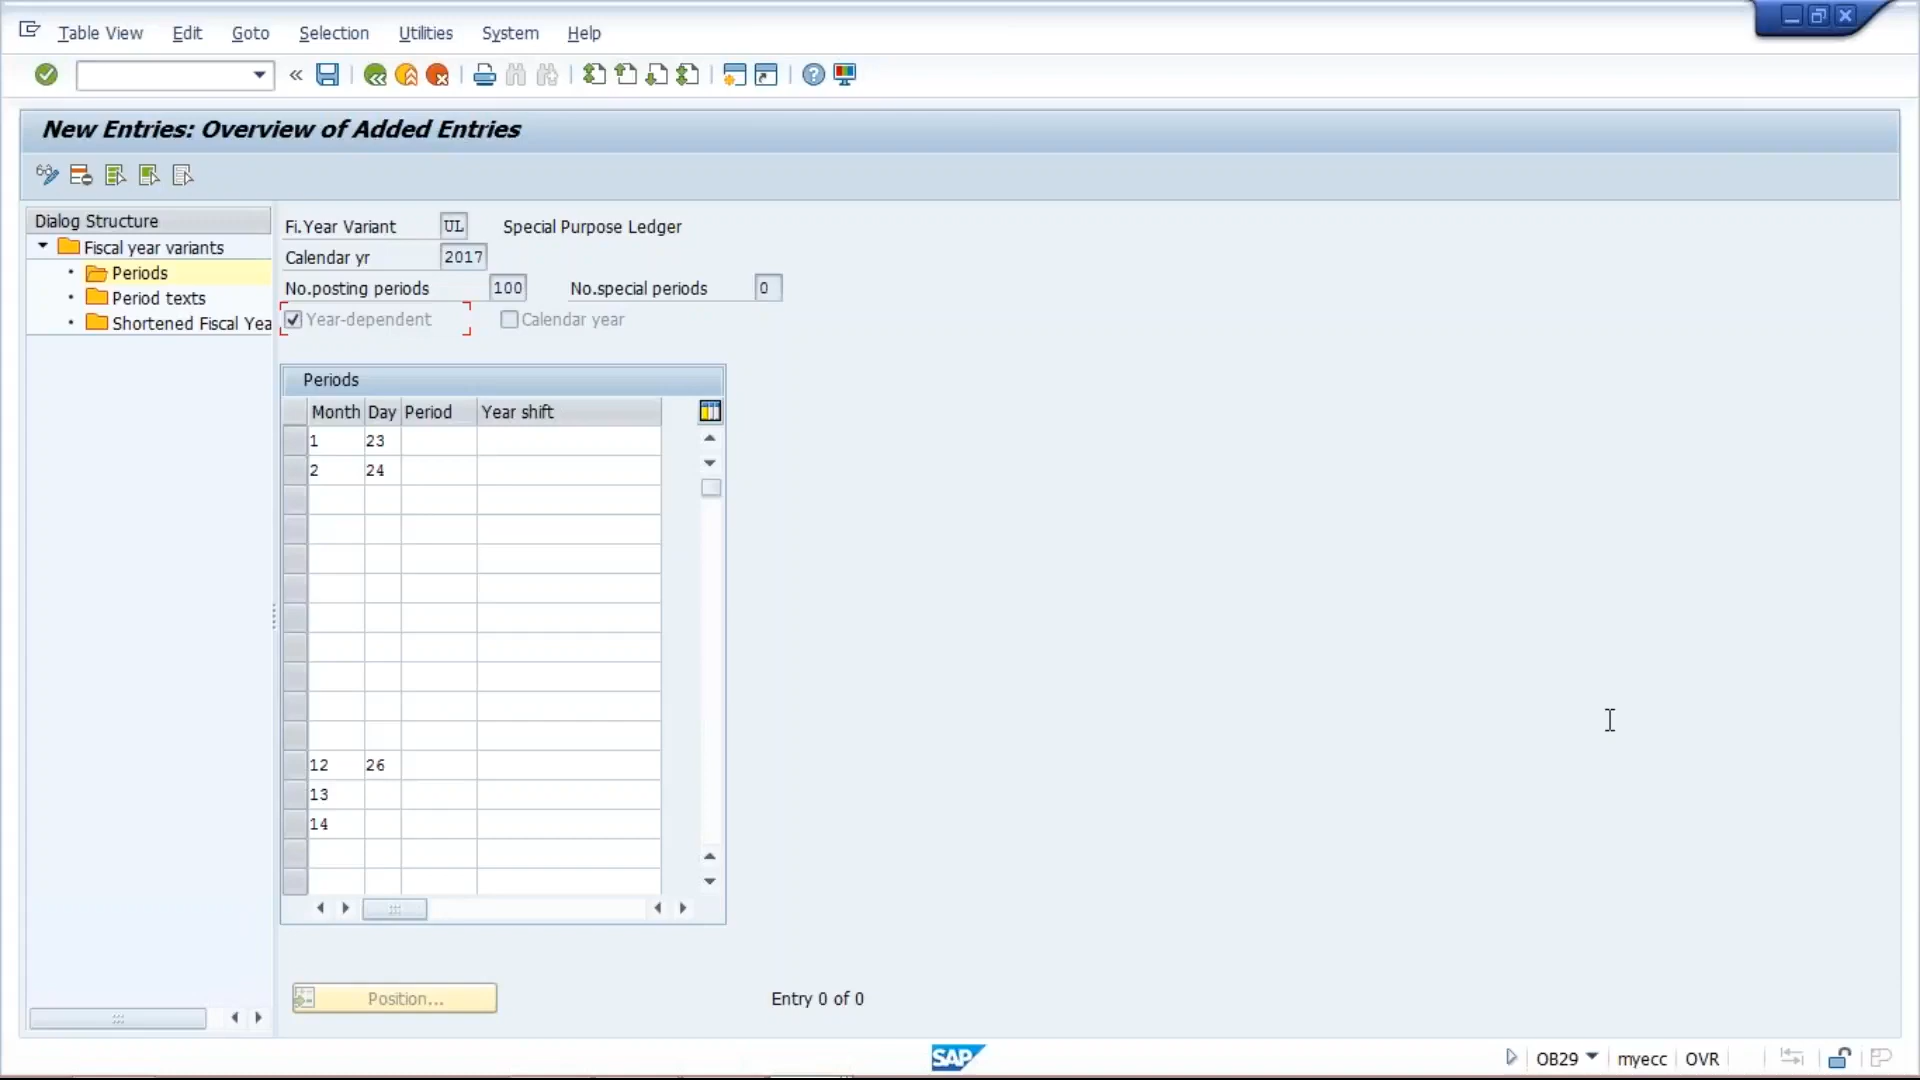 Table View Edit Goto Selection Utilities System Help
New Entries: Overview of Added Entries
Dialog Structure
Fiscal year variants
Periods
Period texts
Shortened Fiscal Yea
Fi.Year Variant UL Special Purpose Ledger
Calendar yr 2017
No.posting periods 100 No.special periods 0
Year-dependent Calendar year
Periods
Month Day Period Year shift
1 23
2 24
12 26
13
14
Position... Entry 0 of 0
SAP OB29 myecc OVR